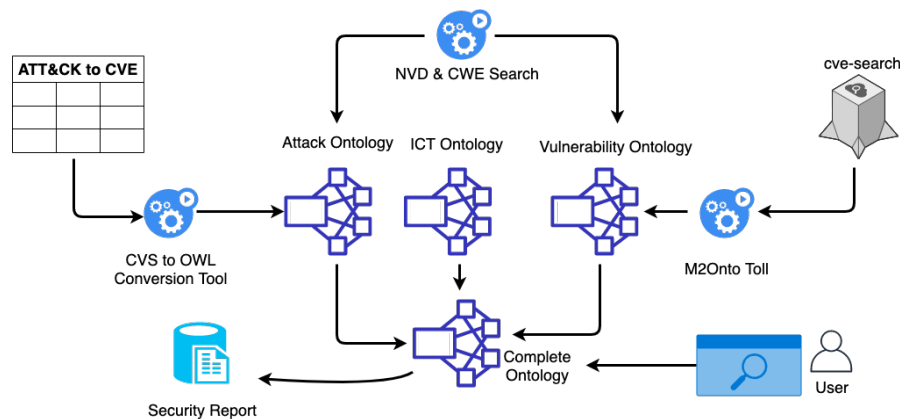 ATT&CK to CVE
NVD & CWE Search
cve-search
Attack Ontology
ICT Ontology
Vulnerability Ontology
CVS to OWL
Conversion Tool
M2Onto Toll
Complete
Ontology
Security Report
User